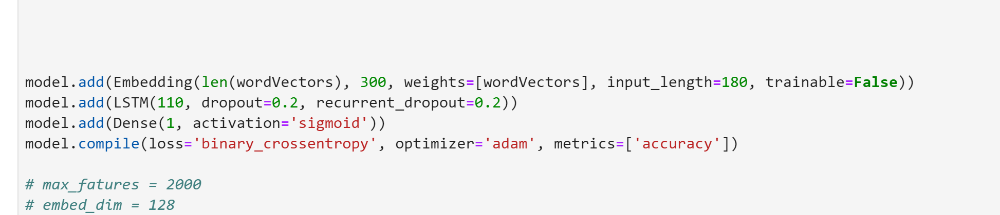 model.add(Embedding(len(wordVectors), 300, weights=[wordVectors], input_length=180, trainable=False))
model.add(LSTM(110, dropout=0.2, recurrent_dropout=0.2))
model.add(Dense(1, activation='sigmoid'))
model.compile(loss='binary_crossentropy', optimizer='adam', metrics=['accuracy'])
# max_fatures = 2000
# embed_dim = 128